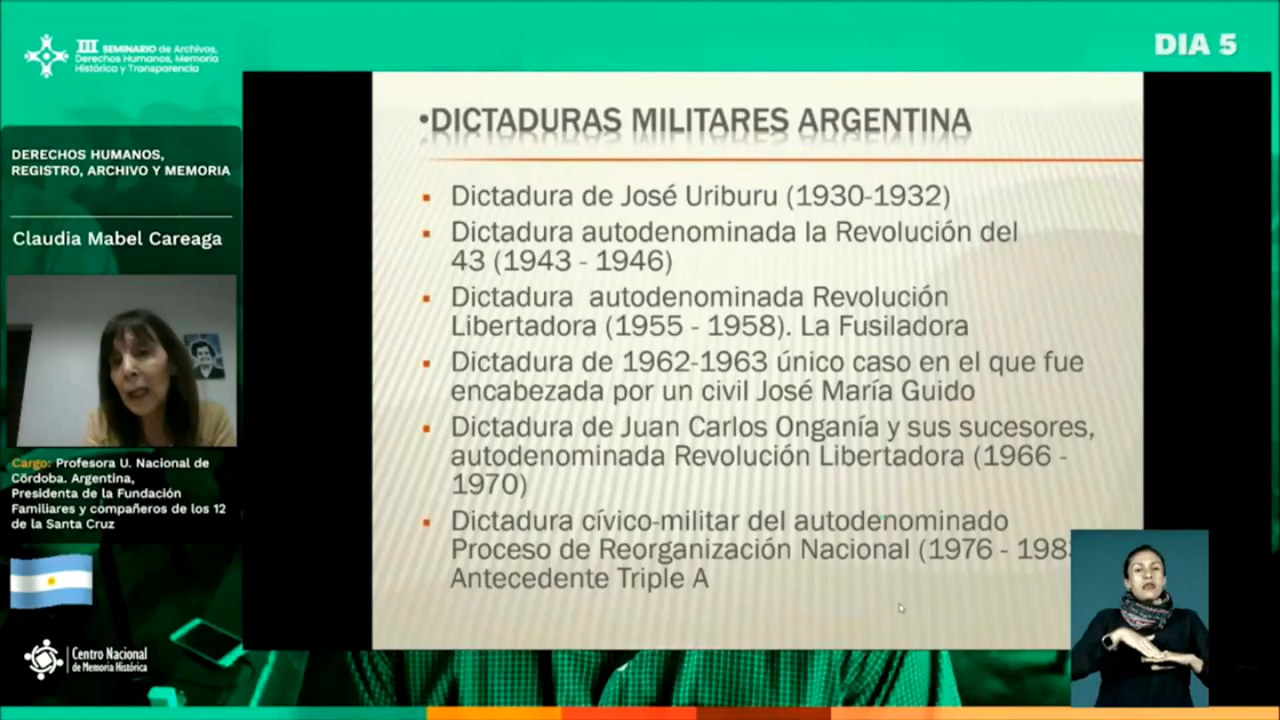 III SEMINARIO de Archivos,
Derechos Humanos, Memoria
Histórica y Transparencia
DIA 5
DERECHOS HUMANOS,
REGISTRO, ARCHIVO Y MEMORIA
Claudia Mabel Careaga
Cargo: Profesora U. Nacional de
Córdoba. Argentina,
Presidenta de la Fundación
Familiares y compañeros de los 12
de la Santa Cruz
Centro Nacional
de Memoria Histórica
•DICTADURAS MILITARES ARGENTINA
▪ Dictadura de José Uriburu (1930-1932)
▪ Dictadura autodenominada la Revolución del
43 (1943 - 1946)
▪ Dictadura autodenominada Revolución
Libertadora (1955 - 1958). La Fusiladora
▪ Dictadura de 1962-1963 único caso en el que fue
encabezada por un civil José María Guido
▪ Dictadura de Juan Carlos Onganía y sus sucesores,
autodenominada Revolución Libertadora (1966 -
1970)
▪ Dictadura cívico-militar del autodenominado
Proceso de Reorganización Nacional (1976 - 198
Antecedente Triple A